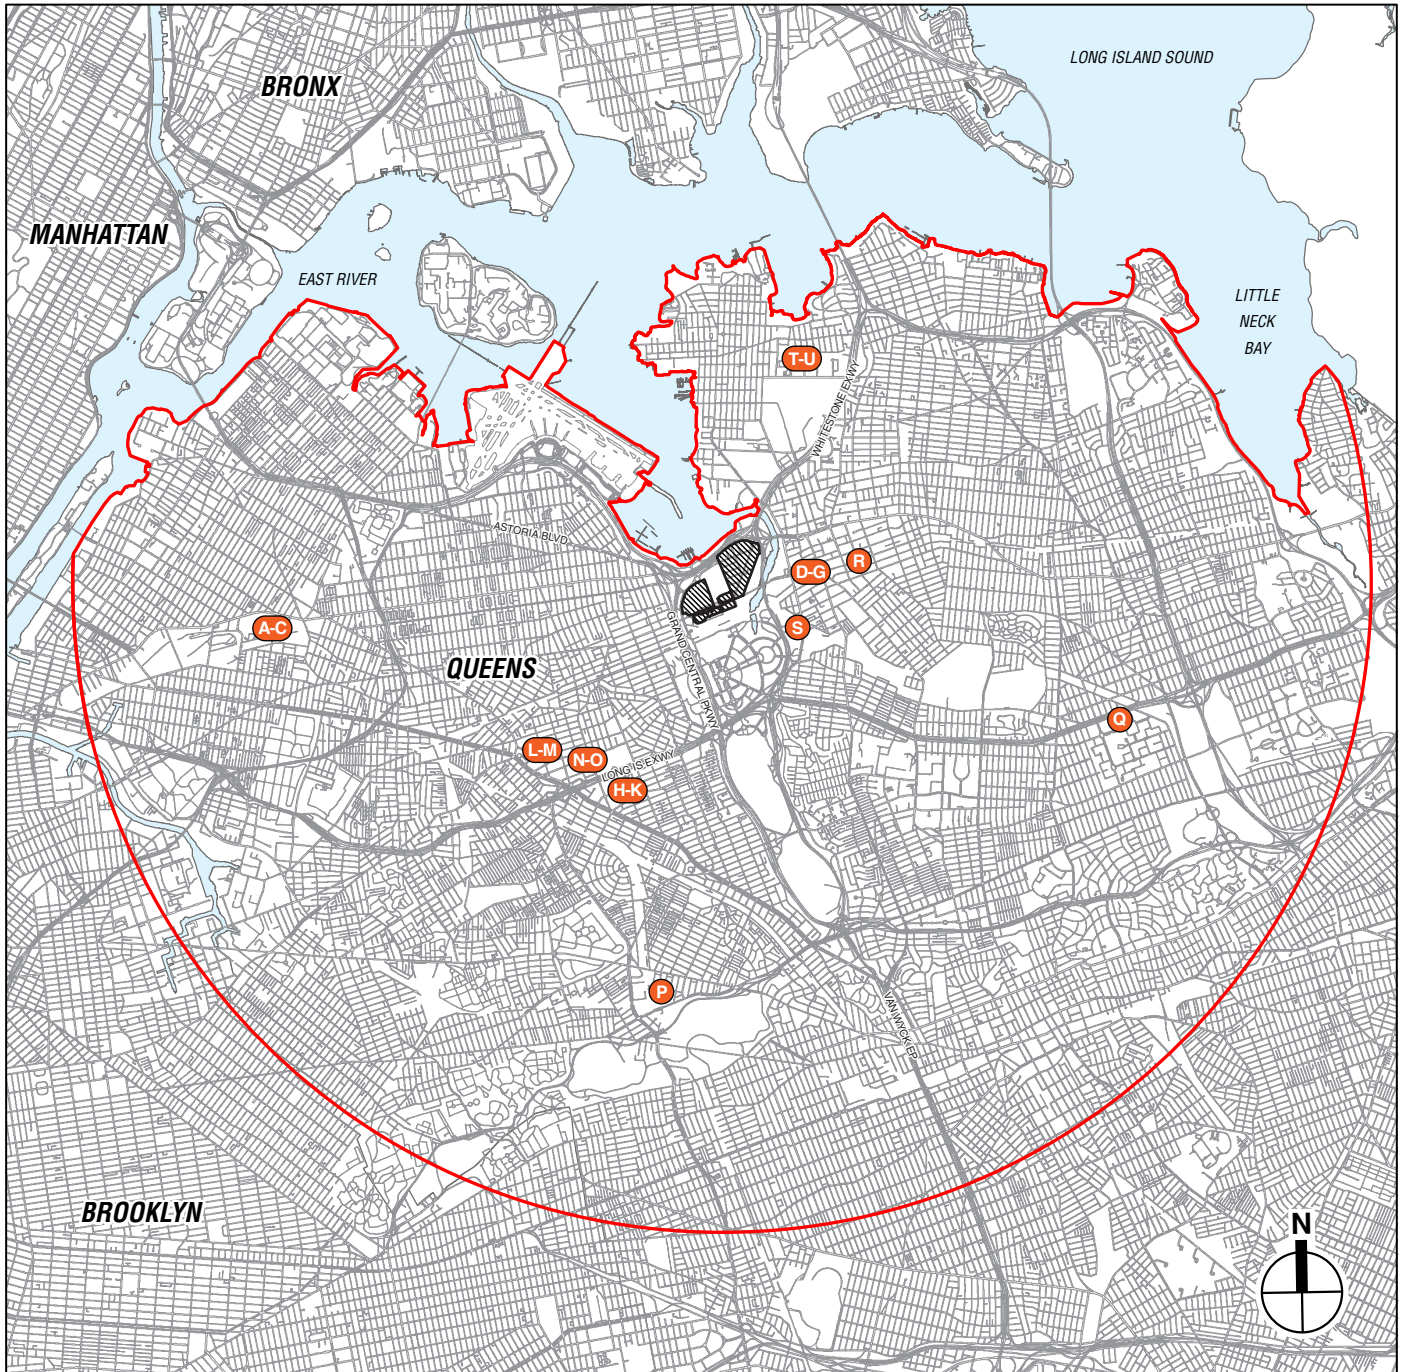 LONG ISLAND SOUND
BRONX
MANHATTAN
EAST RIVER
LITTLE
NECK
BAY
T-U
WHITESTONE EXWY
ASTORIA BLVD
R
D-G
A-C
S
GRAND CENTRAL PKWY
QUEENS
Q
L-M
N-O
LONG IS EXWY
H-K
P
VAN WYCK EP
BROOKLYN
N